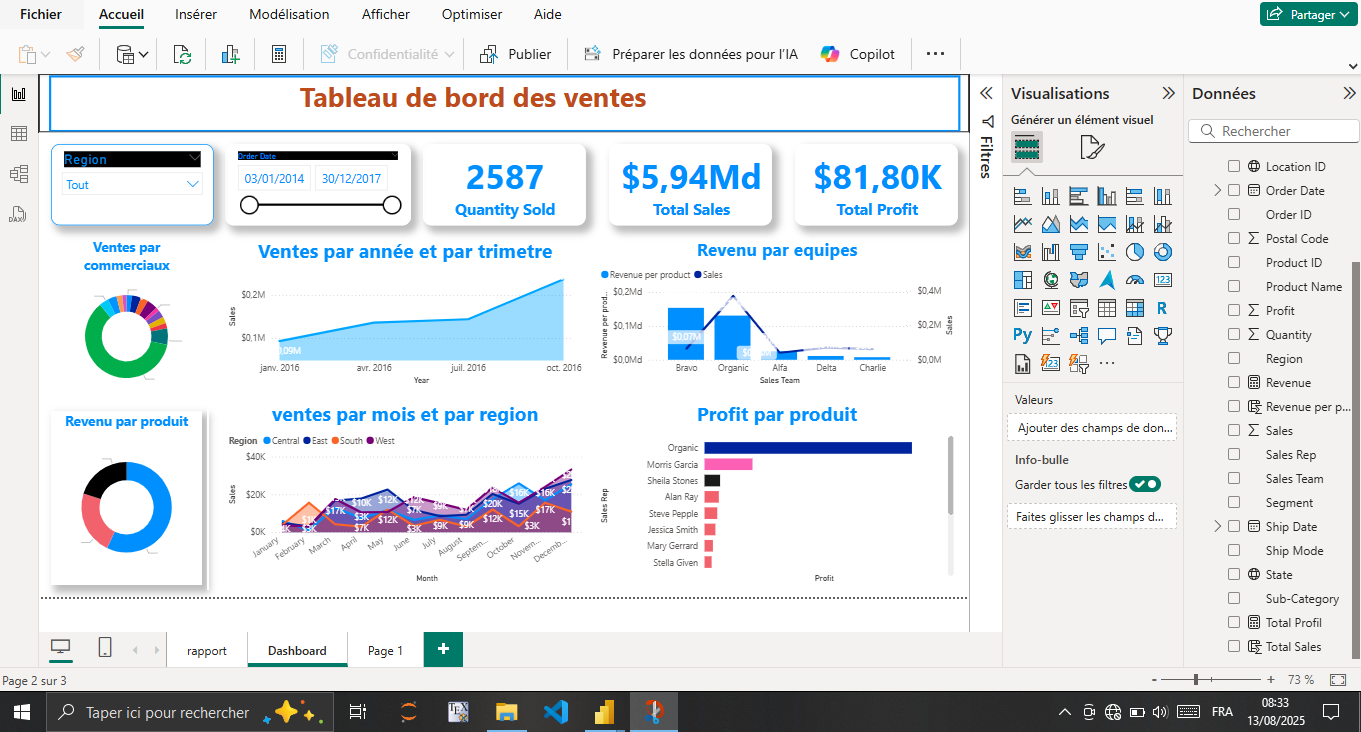 Fichier Accueil Insérer Modélisation Afficher Optimiser Aide Partager
Confidentialité Publier Préparer les données pour l'IA Copilot ...
Tableau de bord des ventes
Region
Tout
Order Date
03/01/2014 30/12/2017
2587
Quantity Sold
$5,94Md
Total Sales
$81,80K
Total Profit
Ventes par
commerciaux
Ventes par année et par trimetre
Sales
$0,2M
$0,1M
janv. 2016 avr. 2016 juil. 2016 oct. 2016
Year
Revenu par equipes
Revenue per product Sales
Revenue per prod...
$0,2Md
$0,1Md
$0,0Md
$0,07M
$0,4M
$0,2M
$0,0M
Sales
Bravo Organic Alfa Delta Charlie
Sales Team
Revenu par produit
ventes par mois et par region
Region Central East South West
Sales
$40K
$20K
$0K
$17K $10K $3K $7K $12K $12K $7K $3K $16K $9K $7K $9K $20K $12K $16K $15K $3K $16K $17K
January February March April May June July August Septem... October Novem... Decemb...
Month
Profit par produit
Sales Rep
Organic
Morris Garcia
Sheila Stones
Alan Ray
Steve Pepple
Jessica Smith
Mary Gerrard
Stella Given
Profit
Filtres
Visualisations
Générer un élément visuel
123
R
Py
123
...
Valeurs
Ajouter des champs de don...
Info-bulle
Garder tous les filtres
Faites glisser les champs d...
Données
Rechercher
Location ID
Order Date
Order ID
Postal Code
Product ID
Product Name
Profit
Quantity
Region
Revenue
Revenue per p...
Sales
Sales Rep
Sales Team
Segment
Ship Date
Ship Mode
State
Sub-Category
Total Profil
Total Sales
rapport Dashboard Page 1 +
Page 2 sur 3
- + 73 %
Taper ici pour rechercher
FRA
08:33
13/08/2025